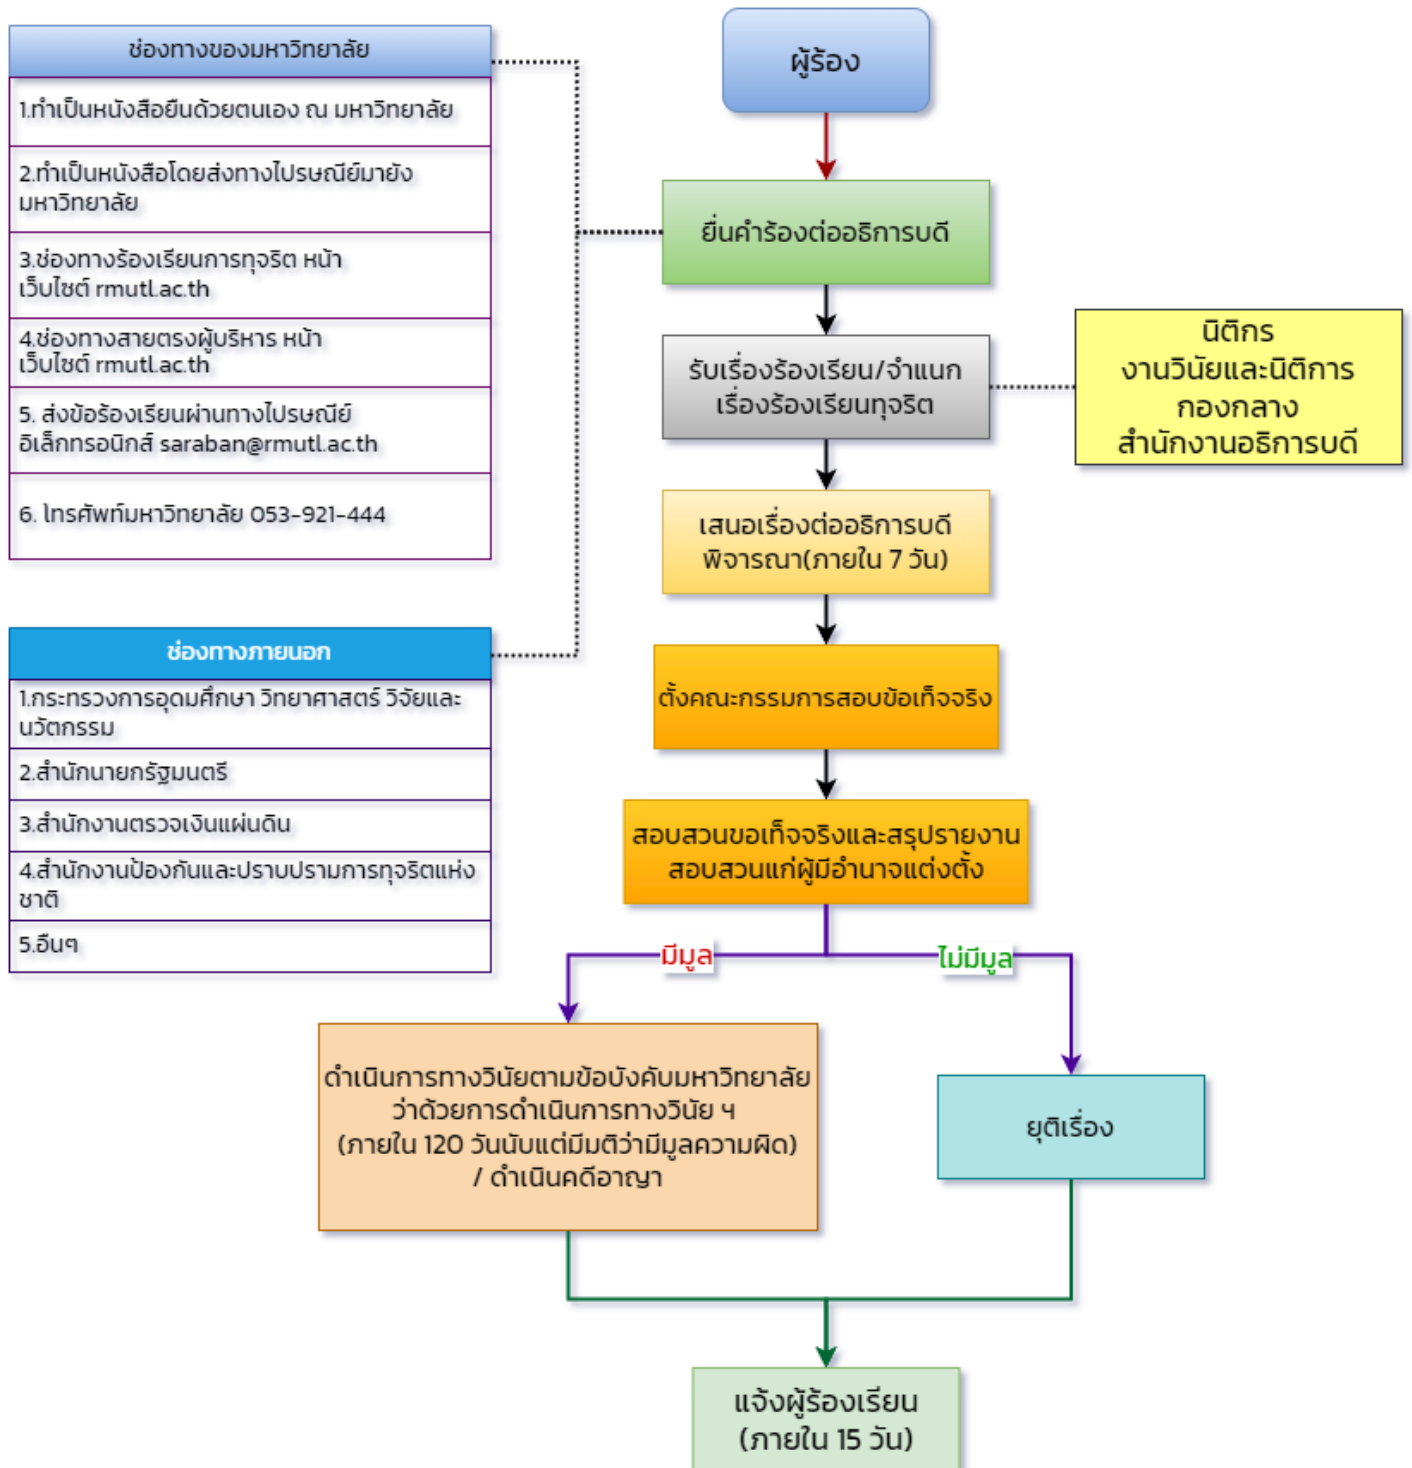 ช่องทางของมหาวิทยาลัย
1.ทำเป็นหนังสือยืนด้วยตนเอง ณ มหาวิทยาลัย
2.ทำเป็นหนังสือโดยส่งทางไปรษณีย์มายัง
มหาวิทยาลัย
3.ช่องทางร้องเรียนการทุจริต หน้า
เว็บไซต์ rmutl.ac.th
4.ช่องทางสายตรงผู้บริหาร หน้า
เว็บไซต์ rmutl.ac.th
5. ส่งข้อร้องเรียนผ่านทางไปรษณีย์
อิเล็กทรอนิกส์ saraban@rmutl.ac.th
6. โทรศัพท์มหาวิทยาลัย 053-921-444
ช่องทางภายนอก
1.กระทรวงการอุดมศึกษา วิทยาศาสตร์ วิจัยและ
นวัตกรรม
2.สำนักนายกรัฐมนตรี
3.สำนักงานตรวจเงินแผ่นดิน
4.สำนักงานป้องกันและปราบปรามการทุจริตแห่ง
ชาติ
5.อื่นๆ
ผู้ร้อง
ยื่นคำร้องต่ออธิการบดี
รับเรื่องร้องเรียน/จำแนก
เรื่องร้องเรียนทุจริต
นิติกร
งานวินัยและนิติการ
กองกลาง
สำนักงานอธิการบดี
เสนอเรื่องต่ออธิการบดี
พิจารณา(ภายใน 7 วัน)
ตั้งคณะกรรมการสอบข้อเท็จจริง
สอบสวนขอเท็จจริงและสรุปรายงาน
สอบสวนแก่ผู้มีอำนาจแต่งตั้ง
มีมูล
ไม่มีมูล
ดำเนินการทางวินัยตามข้อบังคับมหาวิทยาลัย
ว่าด้วยการดำเนินการทางวินัย ฯ
(ภายใน 120 วันนับแต่มีมติว่ามีมูลความผิด)
/ ดำเนินคดีอาญา
ยุติเรื่อง
แจ้งผู้ร้องเรียน
(ภายใน 15 วัน)